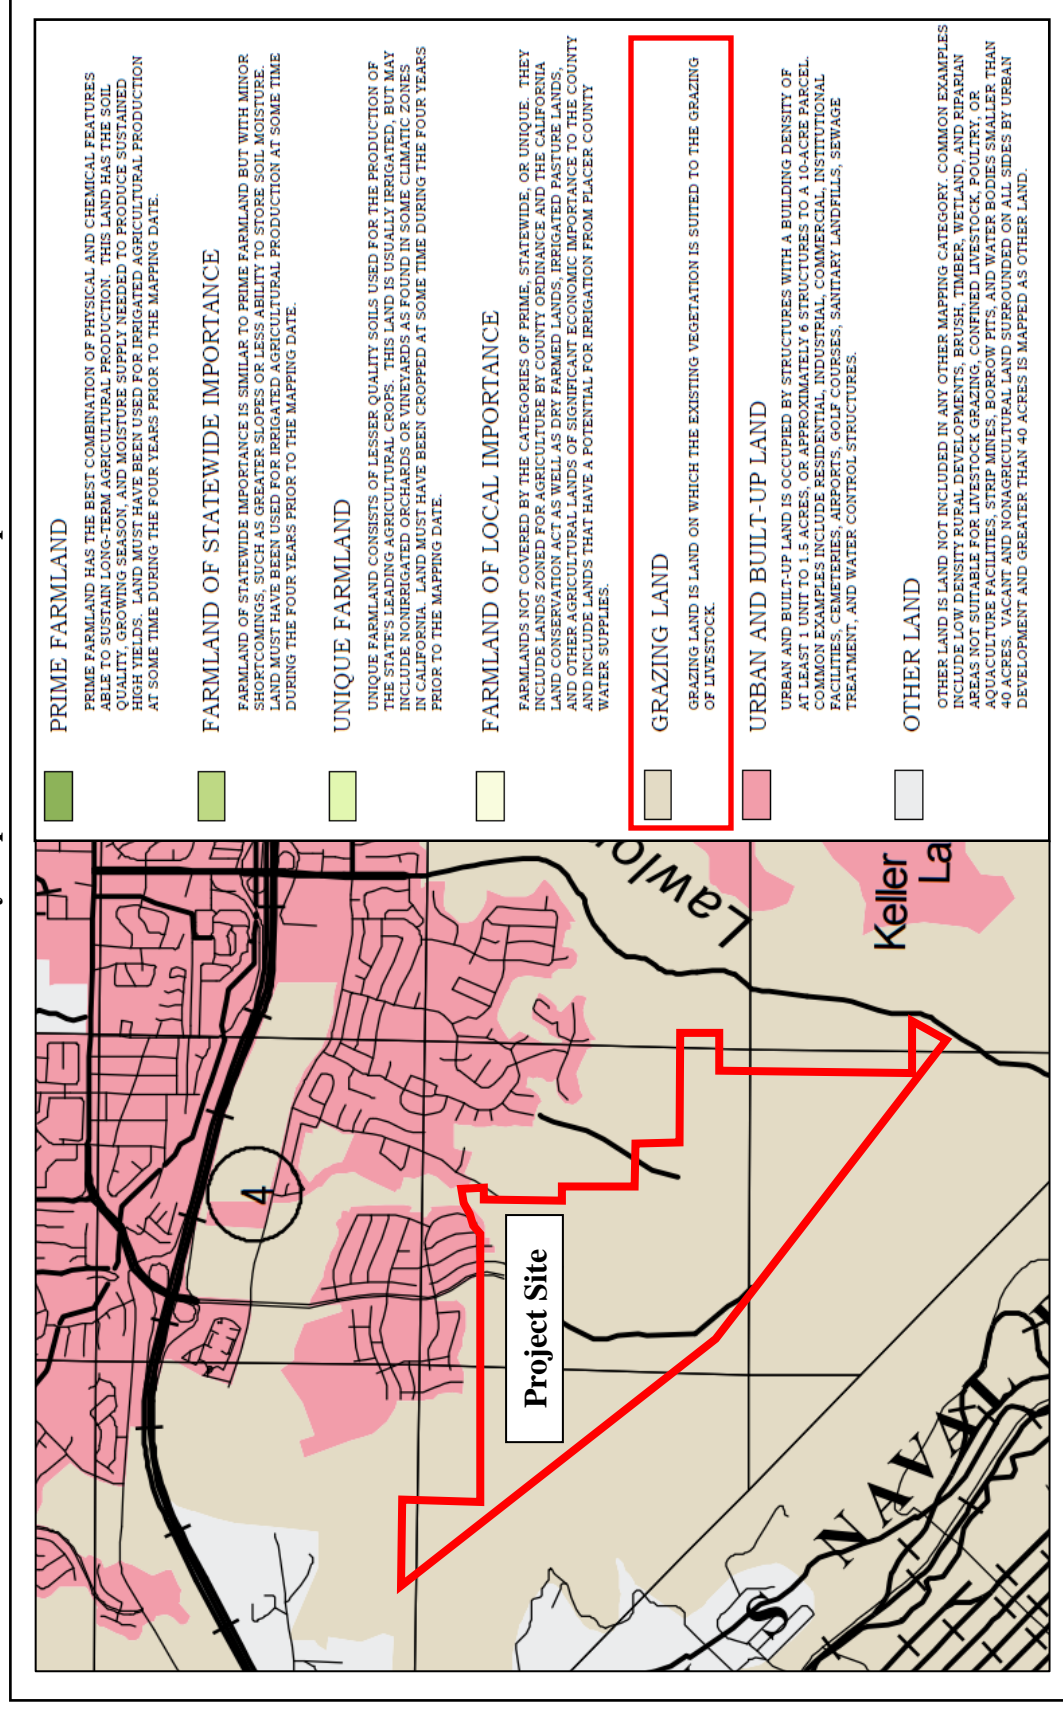 PRIME FARMLAND
PRIME FARMLAND HAS THE BEST COMBINATION OF PHYSICAL AND CHEMICAL FEATURES
ABLE TO SUSTAIN LONG-TERM AGRICULTURAL PRODUCTION. THIS LAND HAS THE SOIL
QUALITY, GROWING SEASON, AND MOISTURE SUPPLY NEEDED TO PRODUCE SUSTAINED
HIGH YIELDS. LAND MUST HAVE BEEN USED FOR IRRIGATED AGRICULTURAL PRODUCTION
AT SOME TIME DURING THE FOUR YEARS PRIOR TO THE MAPPING DATE.
FARMLAND OF STATEWIDE IMPORTANCE
FARMLAND OF STATEWIDE IMPORTANCE IS SIMILAR TO PRIME FARMLAND BUT WITH MINOR
SHORTCOMINGS, SUCH AS GREATER SLOPES OR LESS ABILITY TO STORE SOIL MOISTURE.
LAND MUST HAVE BEEN USED FOR IRRIGATED AGRICULTURAL PRODUCTION AT SOME TIME
DURING THE FOUR YEARS PRIOR TO THE MAPPING DATE.
UNIQUE FARMLAND
UNIQUE FARMLAND CONSISTS OF LESSER QUALITY SOILS USED FOR THE PRODUCTION OF
THE STATE'S LEADING AGRICULTURAL CROPS. THIS LAND IS USUALLY IRRIGATED, BUT MAY
INCLUDE NONIRRIGATED ORCHARDS OR VINEYARDS AS FOUND IN SOME CLIMATIC ZONES
IN CALIFORNIA. LAND MUST HAVE BEEN CROPPED AT SOME TIME DURING THE FOUR YEARS
PRIOR TO THE MAPPING DATE.
FARMLAND OF LOCAL IMPORTANCE
FARMLANDS NOT COVERED BY THE CATEGORIES OF PRIME, STATEWIDE, OR UNIQUE. THEY
INCLUDE LANDS ZONED FOR AGRICULTURE BY COUNTY ORDINANCE AND THE CALIFORNIA
LAND CONSERVATION ACT AS WELL AS DRY FARMED LANDS, IRRIGATED PASTURE LANDS,
AND OTHER AGRICULTURAL LANDS OF SIGNIFICANT ECONOMIC IMPORTANCE TO THE COUNTY
AND INCLUDE LANDS THAT HAVE A POTENTIAL FOR IRRIGATION FROM PLACER COUNTY
WATER SUPPLIES.
GRAZING LAND
GRAZING LAND IS LAND ON WHICH THE EXISTING VEGETATION IS SUITED TO THE GRAZING
OF LIVESTOCK.
URBAN AND BUILT-UP LAND
URBAN AND BUILT-UP LAND IS OCCUPIED BY STRUCTURES WITH A BUILDING DENSITY OF
AT LEAST 1 UNIT TO 1.5 ACRES, OR APPROXIMATELY 6 STRUCTURES TO A 10-ACRE PARCEL.
COMMON EXAMPLES INCLUDE RESIDENTIAL, INDUSTRIAL, COMMERCIAL, INSTITUTIONAL
FACILITIES, CEMETERIES, AIRPORTS, GOLF COURSES, SANITARY LANDFILLS, SEWAGE
TREATMENT, AND WATER CONTROL STRUCTURES.
OTHER LAND
OTHER LAND IS LAND NOT INCLUDED IN ANY OTHER MAPPING CATEGORY. COMMON EXAMPLES
INCLUDE LOW DENSITY RURAL DEVELOPMENTS, BRUSH, TIMBER, WETLAND, AND RIPARIAN
AREAS NOT SUITABLE FOR LIVESTOCK GRAZING, CONFINED LIVESTOCK, POULTRY, OR
AQUACULTURE FACILITIES, STRIP MINES, BORROW PITS, AND WATER BODIES SMALLER THAN
40 ACRES. VACANT AND NONAGRICULTURAL LAND SURROUNDED ON ALL SIDES BY URBAN
DEVELOPMENT AND GREATER THAN 40 ACRES IS MAPPED AS OTHER LAND.
4
Project Site
Lawlo
Keller
La
S NAVAL